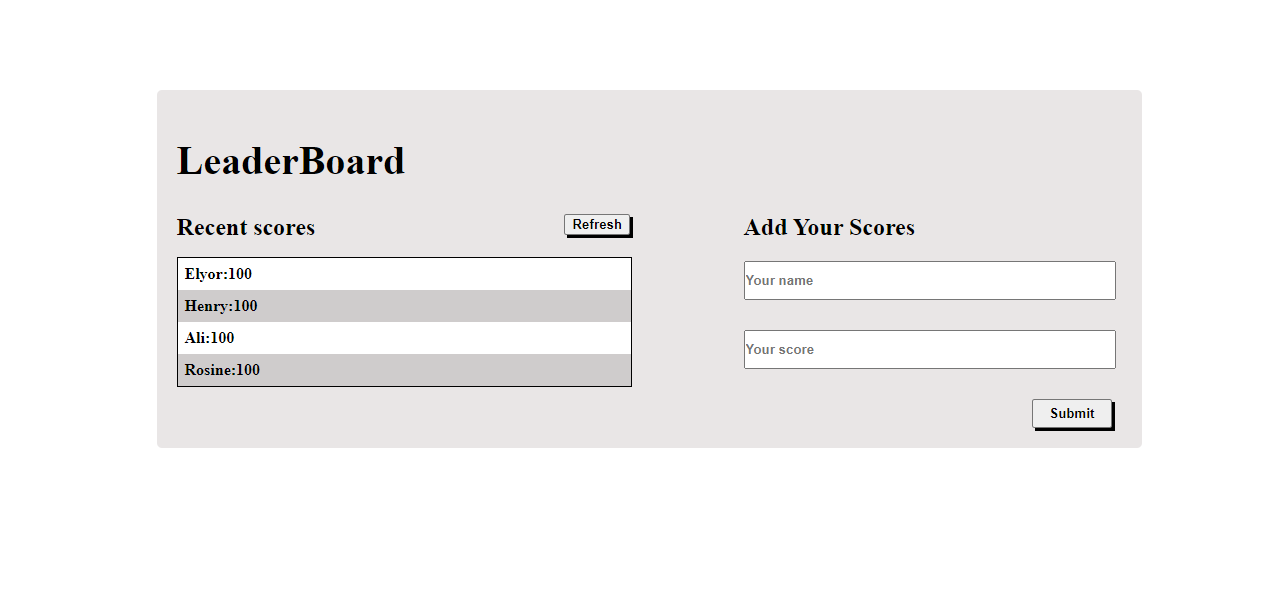 LeaderBoard
Recent scores
Refresh
Elyor:100
Henry:100
Ali:100
Rosine:100
Add Your Scores
Your name
Your score
Submit